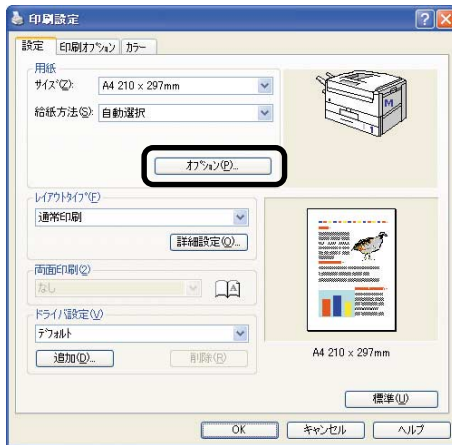 印刷設定
設定 印刷オプション カラー
用紙
サイズ(Z): A4 210 x 297mm
給紙方法(S): 自動選択
オプション(P)...
M
レイアウトタイプ(E)
通常印刷
詳細設定(O)...
両面印刷(2)
なし
A
ドライバ設定(V)
デフォルト
追加(D)...
削除(R)
A4 210 x 297mm
標準(U)
OK キャンセル ヘルプ